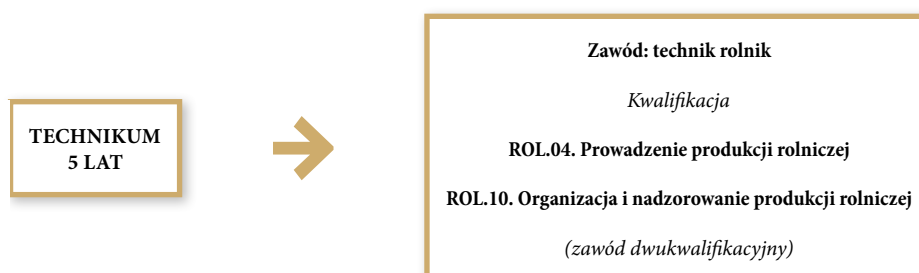 TECHNIKUM
5 LAT
Zawód: technik rolnik
Kwalifikacja
ROL.04. Prowadzenie produkcji rolniczej
ROL.10. Organizacja i nadzorowanie produkcji rolniczej
(zawód dwukwalifikacyjny)